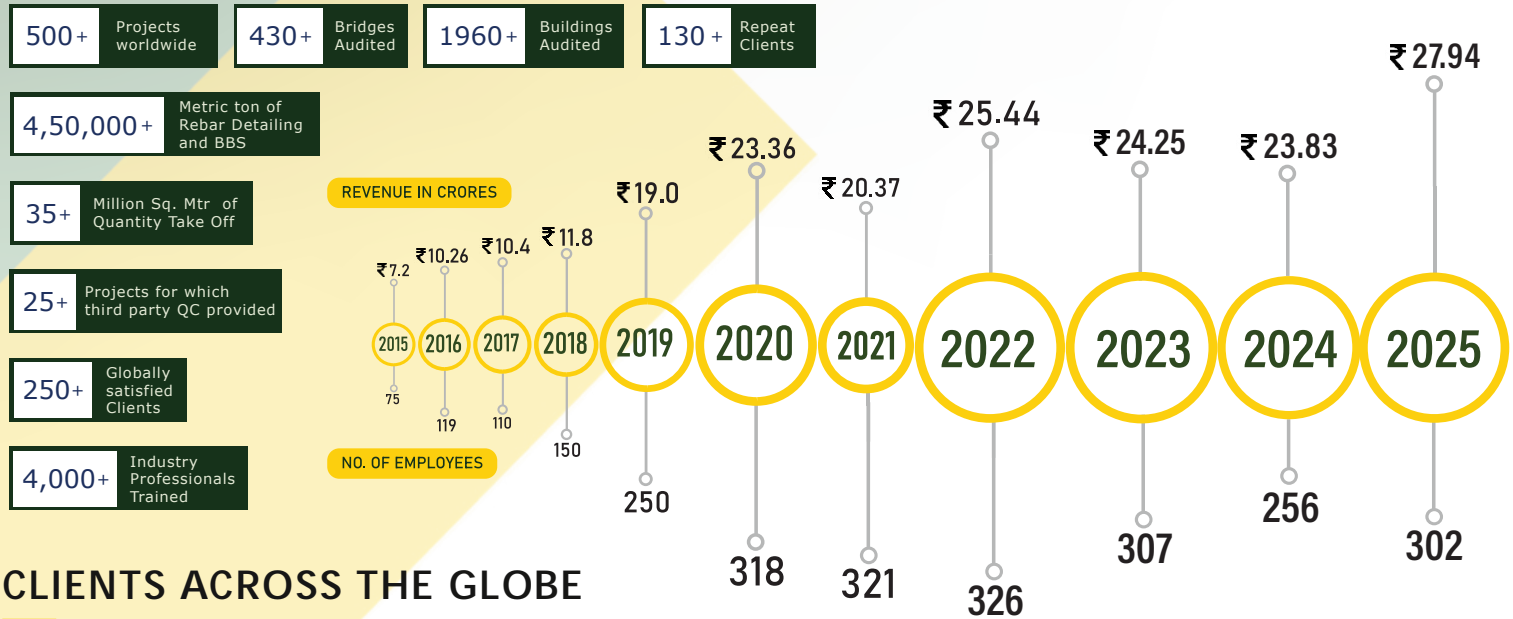 500+
Projects
worldwide
430+
Bridges
Audited
1960+
Buildings
Audited
130 +
Repeat
Clients
4,50,000+
Metric ton of
Rebar Detailing
and BBS
35+
Million Sq. Mtr of
Quantity Take Off
25+
Projects for which
third party QC provided
250+
Globally
satisfied
Clients
4,000+
Industry
Professionals
Trained
REVENUE IN CRORES
₹7.2
₹10.26
₹10.4
₹11.8
₹19.0
₹23.36
₹20.37
₹25.44
₹24.25
₹23.83
₹27.94
2015
2016
2017
2018
2019
2020
2021
2022
2023
2024
2025
75
119
110
150
250
318
321
326
307
256
302
NO. OF EMPLOYEES
CLIENTS ACROSS THE GLOBE